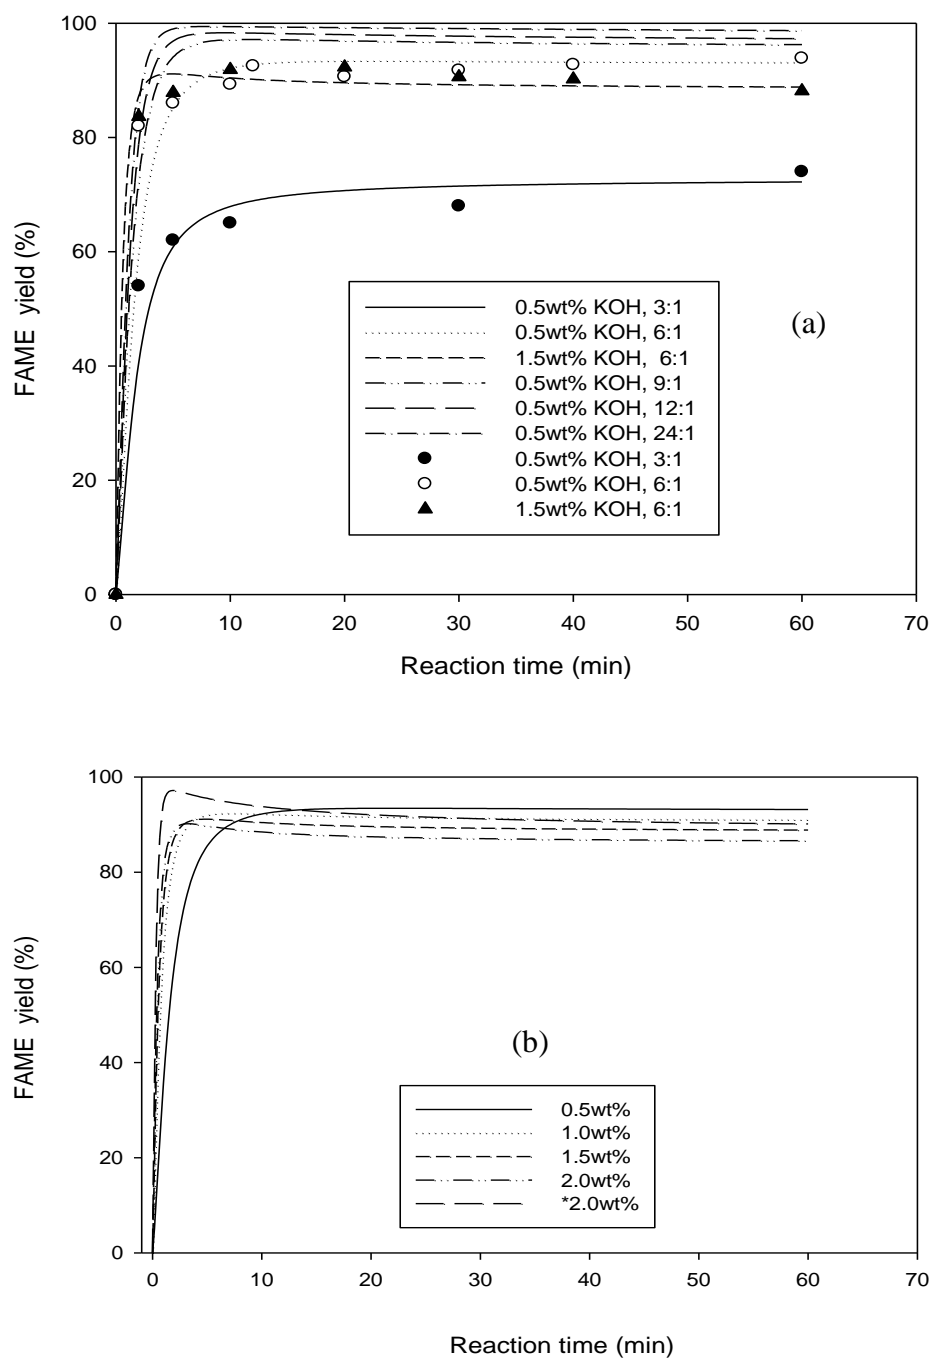 100
80
60
40
20
0
FAME yield (%)
0.5wt% KOH, 3:1
0.5wt% KOH, 6:1
1.5wt% KOH, 6:1
0.5wt% KOH, 9:1
0.5wt% KOH, 12:1
0.5wt% KOH, 24:1
0.5wt% KOH, 3:1
0.5wt% KOH, 6:1
1.5wt% KOH, 6:1
(a)
0 10 20 30 40 50 60 70
Reaction time (min)
100
80
60
40
20
0
FAME yield (%)
(b)
0.5wt%
1.0wt%
1.5wt%
2.0wt%
*2.0wt%
0 10 20 30 40 50 60 70
Reaction time (min)